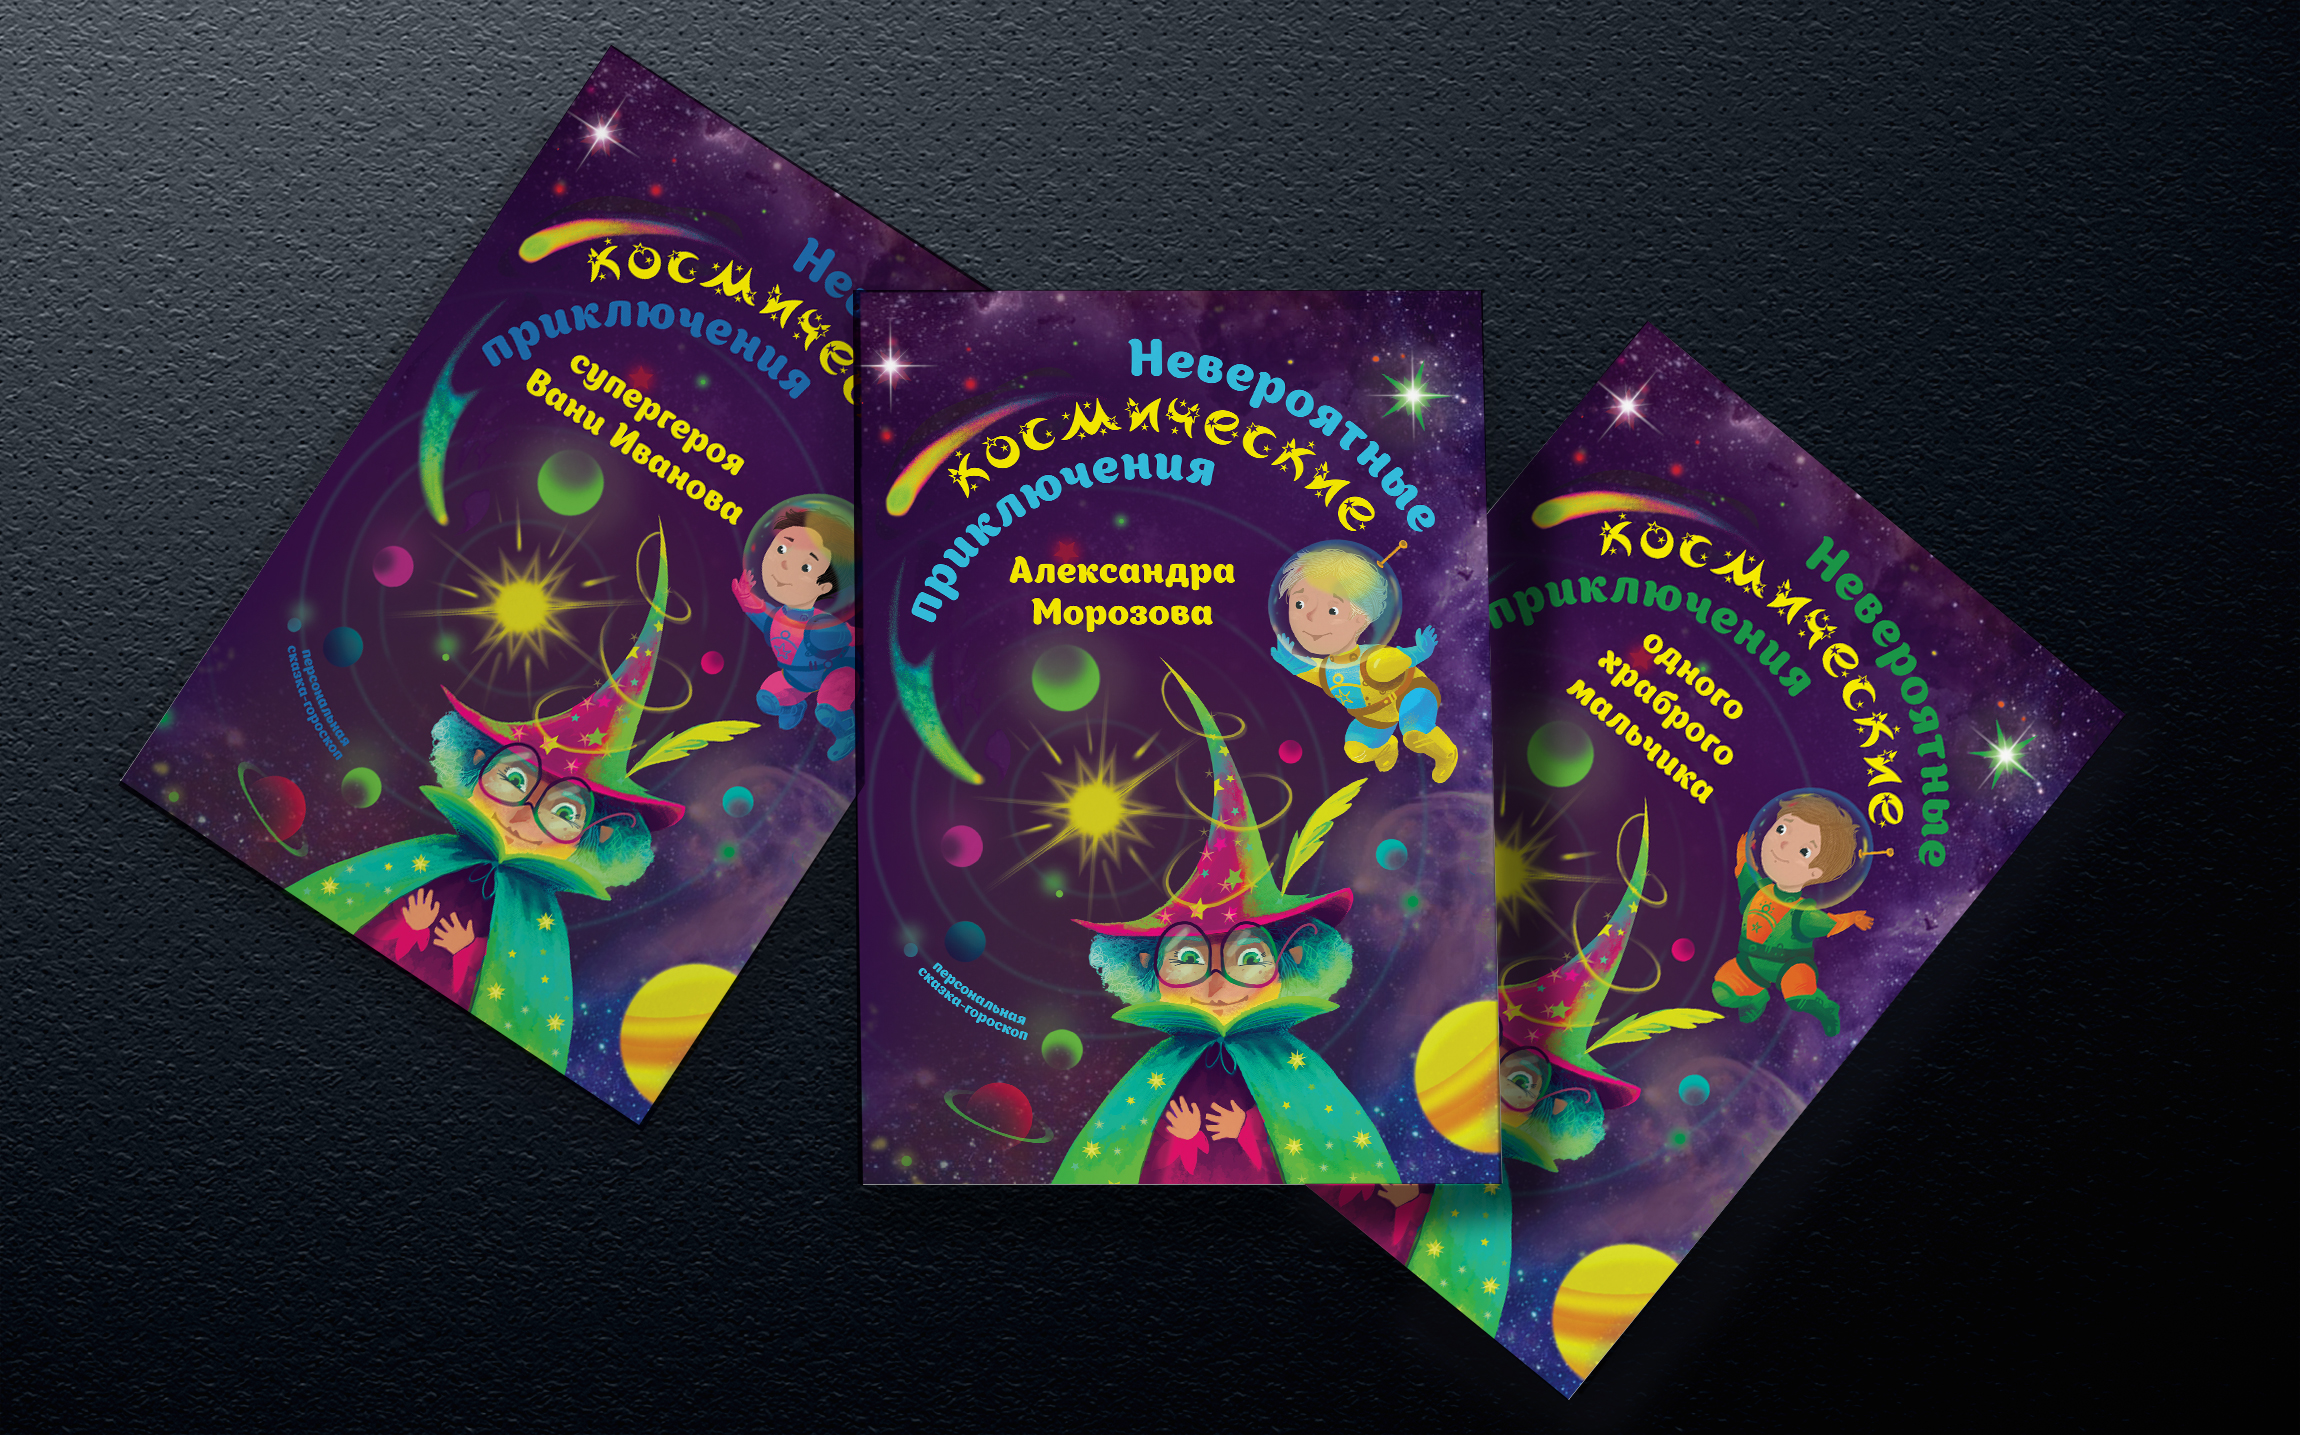 космичес
приключения
супергероя
Вани Иванова
персональная
сказка-гороскоп
Невероятные
космические
приключения
Александра
Морозова
персональная
сказка-гороскоп
Невероятные
космические
приключения
одного
храброго
мальчика